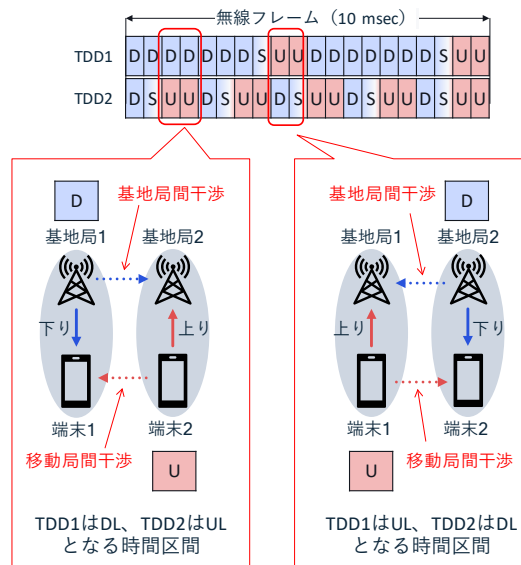 無線フレーム（10 msec）
TDD1 D D D D D D D S U U D D D D D D D S U U
TDD2 D S U U D S U U D S U U D S U U D S U U
D
基地局間干渉
基地局1 基地局2
下り 上り
端末1 端末2
移動局間干渉
U
TDD1はDL、TDD2はUL
となる時間区間
D
基地局間干渉
基地局1 基地局2
上り 下り
端末1 端末2
移動局間干渉
U
TDD1はUL、TDD2はDL
となる時間区間